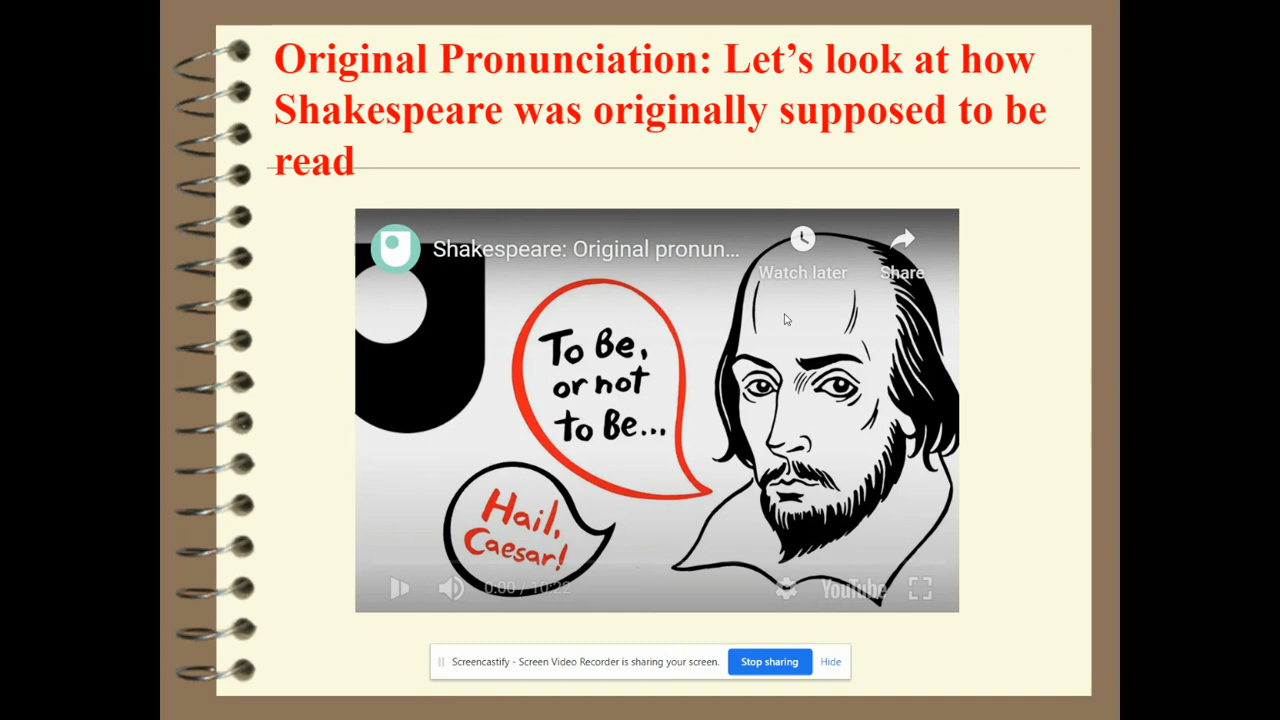 Original Pronunciation: Let’s look at how
Shakespeare was originally supposed to be
read
Shakespeare: Original pronun...
Watch later
Share
To Be,
or not
to Be...
Hail,
Caesar!
0:00 / 10:22
YouTube
Screencastify - Screen Video Recorder is sharing your screen.
Stop sharing
Hide